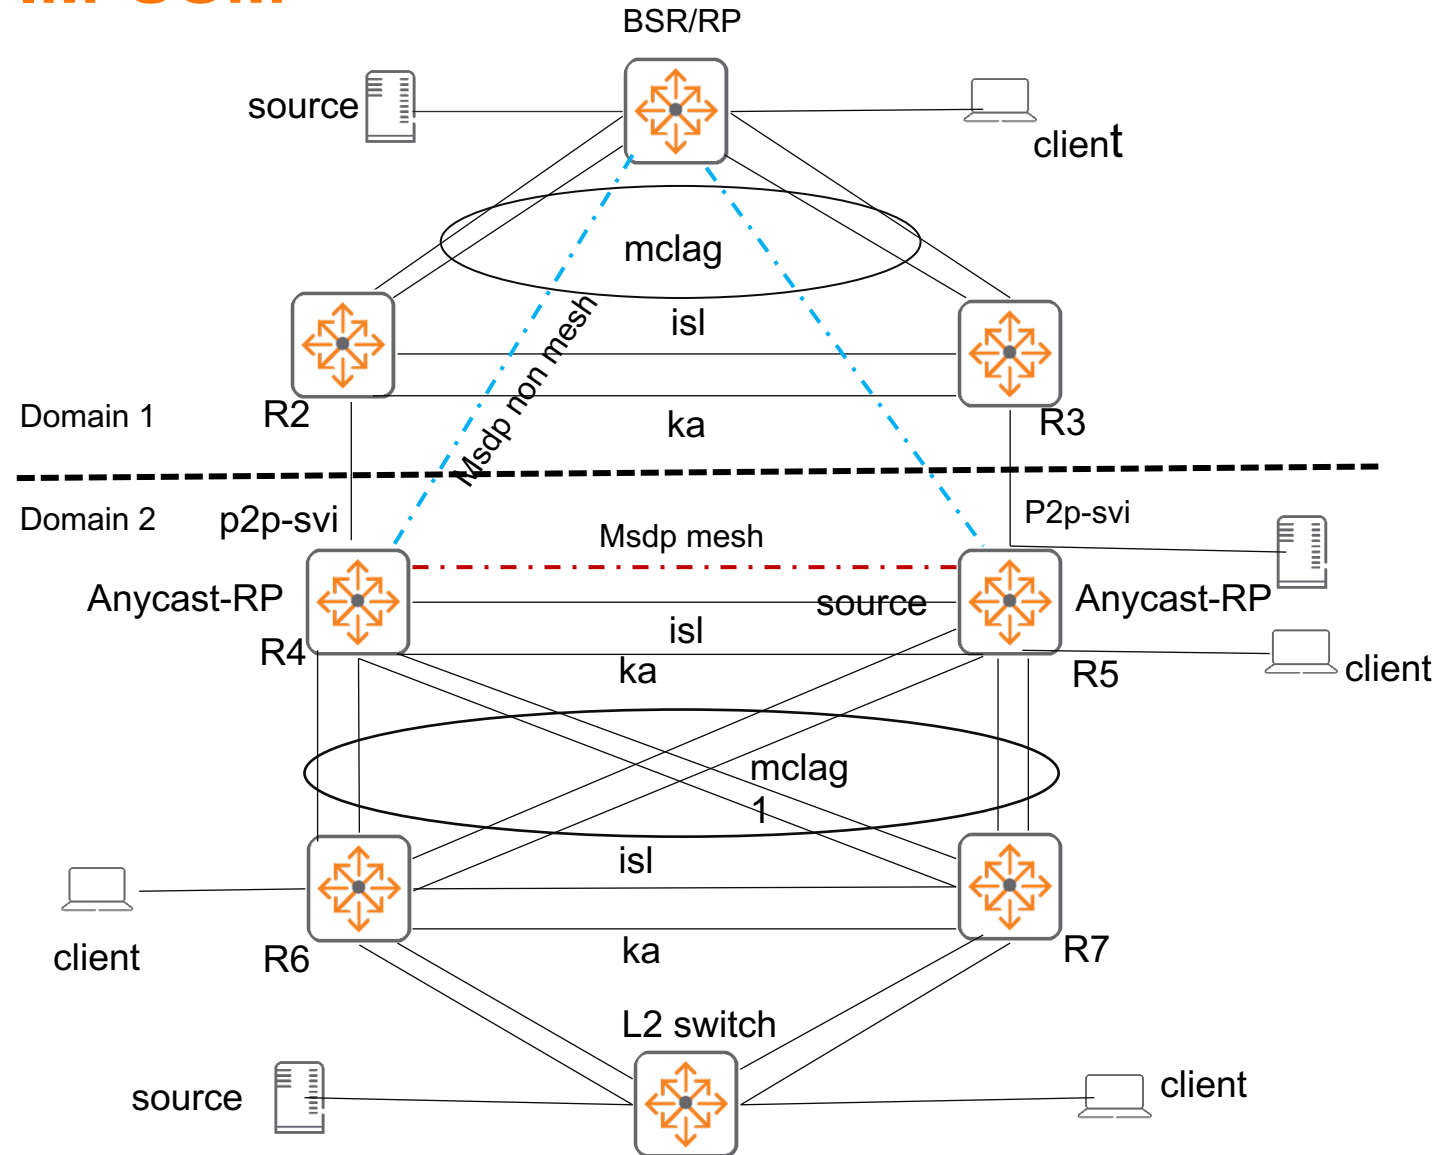 BSR/RP
source
client
mclag
isl
Msdp non mesh
R2
R3
ka
Domain 1
Domain 2
p2p-svi
P2p-svi
Msdp mesh
Anycast-RP
source
Anycast-RP
isl
R4
ka
R5
client
mclag
1
isl
client
R6
ka
R7
L2 switch
source
client